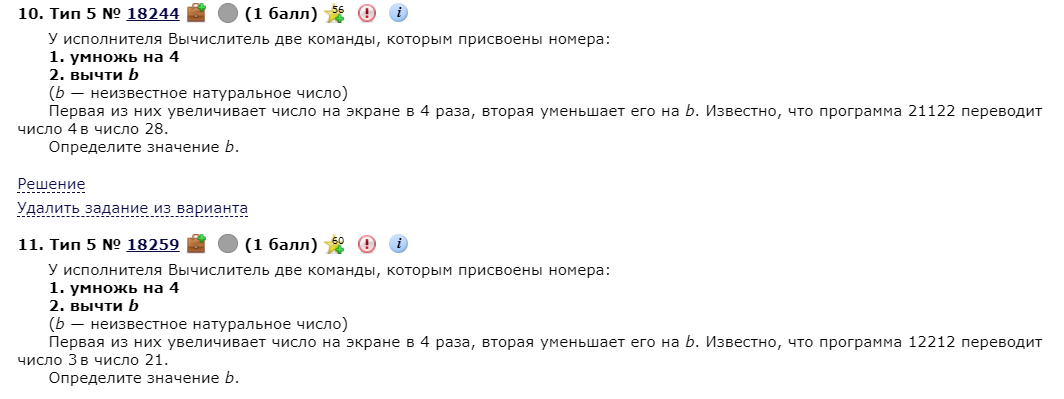 10. Тип 5 № 18244 (1 балл) 56
У исполнителя Вычислитель две команды, которым присвоены номера:
1. умножь на 4
2. вычти b
(b — неизвестное натуральное число)
Первая из них увеличивает число на экране в 4 раза, вторая уменьшает его на b. Известно, что программа 21122 переводит
число 4 в число 28.
Определите значение b.
Решение
Удалить задание из варианта
11. Тип 5 № 18259 (1 балл) 60
У исполнителя Вычислитель две команды, которым присвоены номера:
1. умножь на 4
2. вычти b
(b — неизвестное натуральное число)
Первая из них увеличивает число на экране в 4 раза, вторая уменьшает его на b. Известно, что программа 12212 переводит
число 3 в число 21.
Определите значение b.